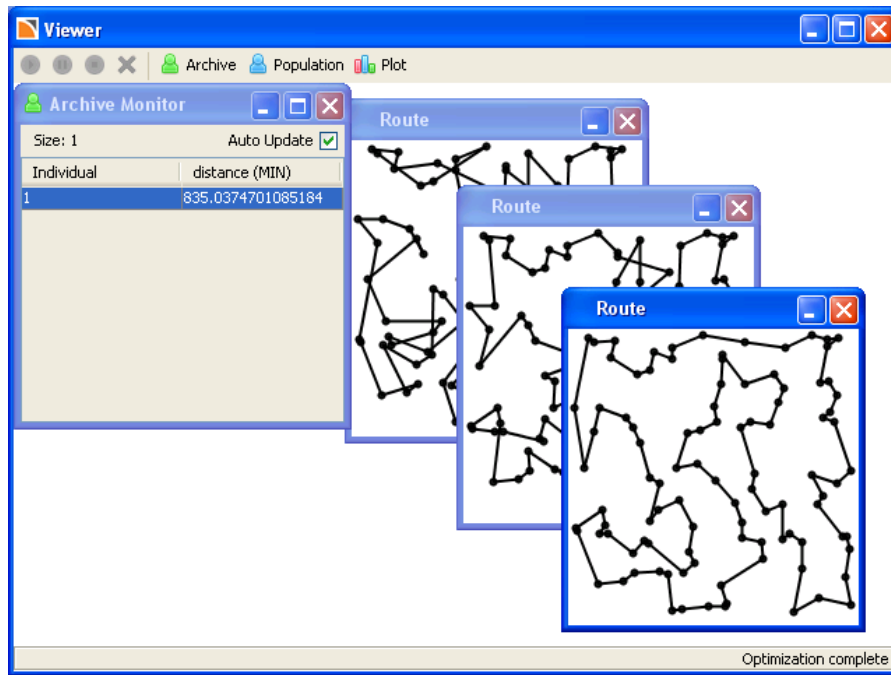 Viewer
Archive Population Plot
Archive Monitor
Size: 1 Auto Update
Individual distance (MIN)
1 835.0374701085184
Route
Route
Route
Optimization complete